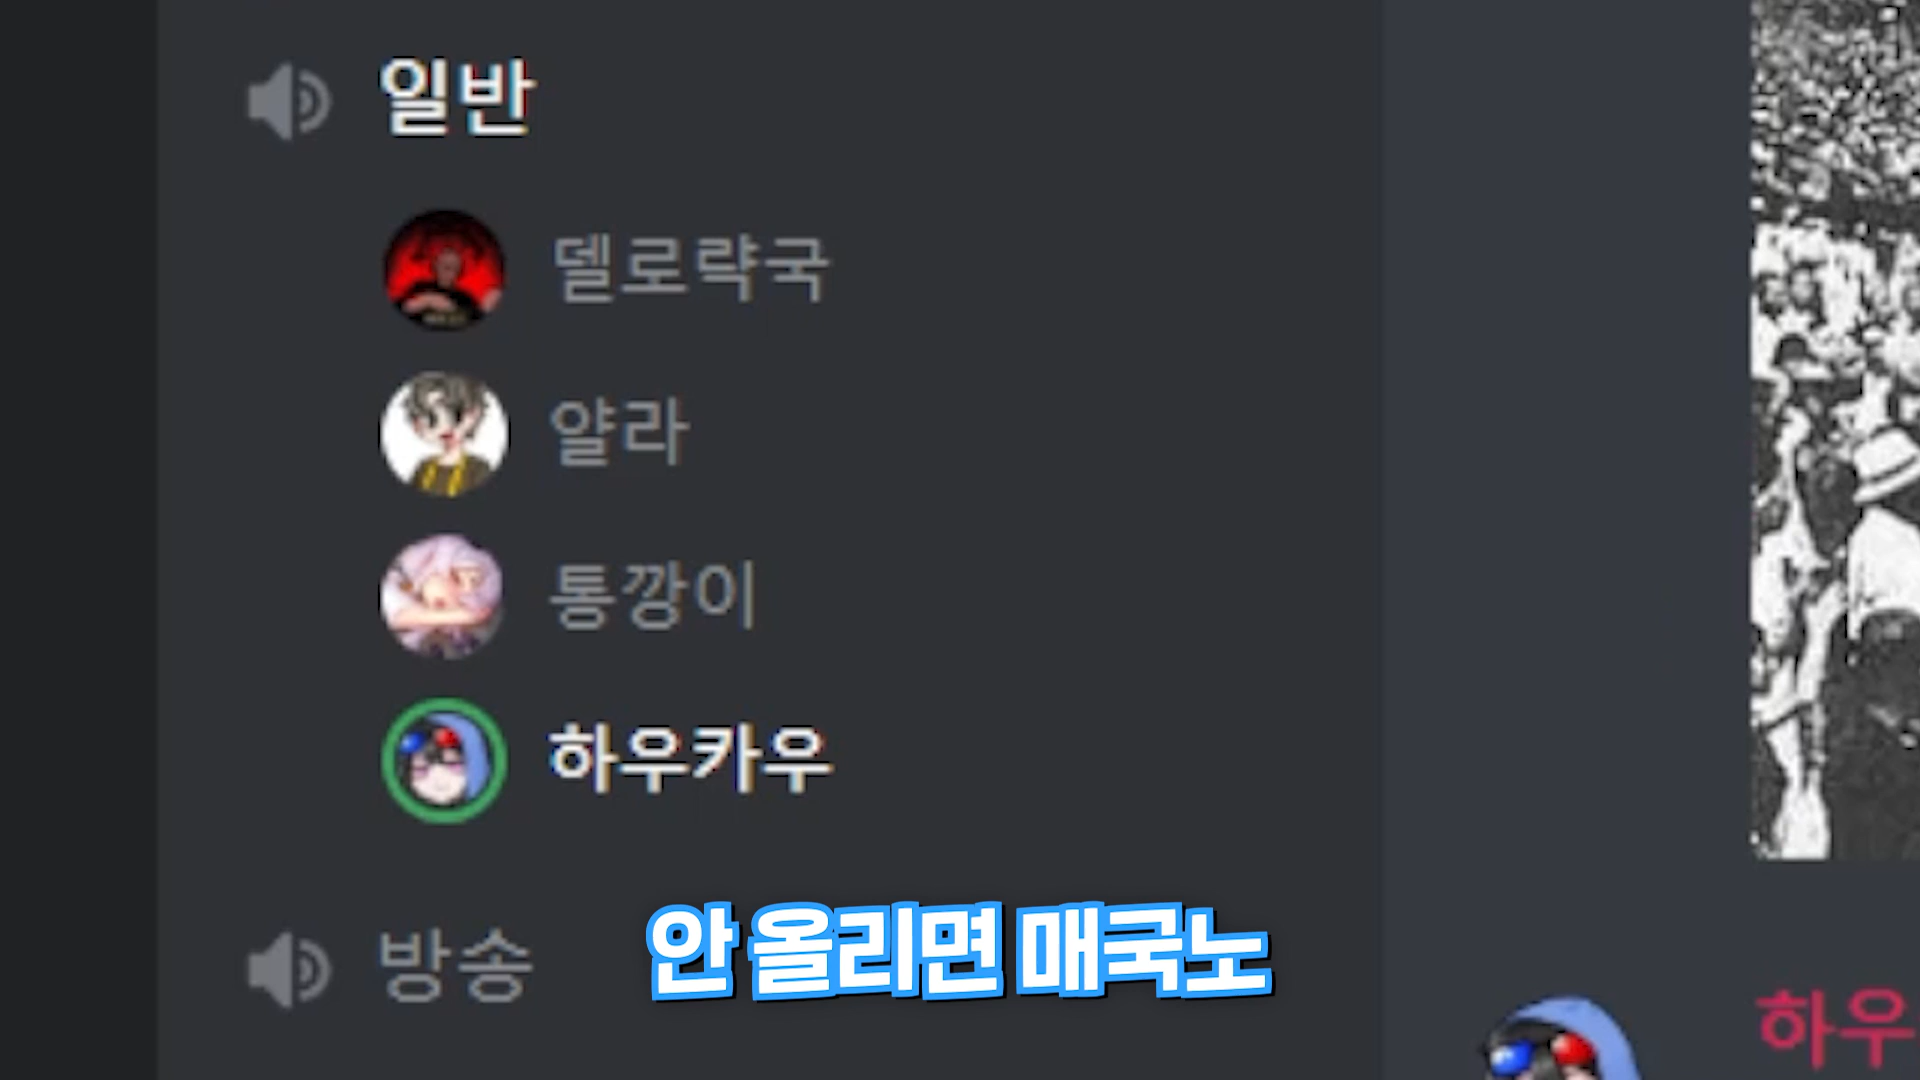 일반
델로략국
얄라
통깡이
하우카우
방송
안 올리면 매국노
하우